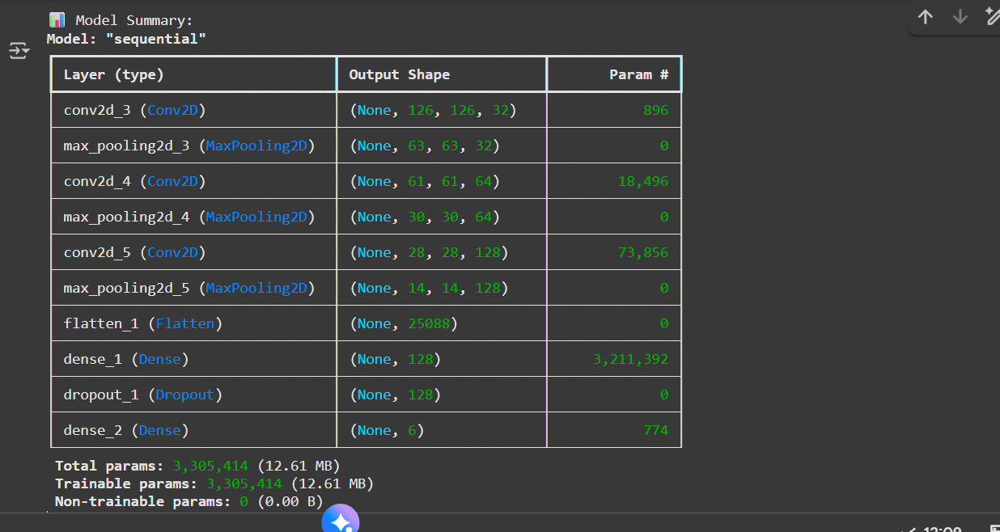 📊 Model Summary:
Model: "sequential"
Layer (type) Output Shape Param #
conv2d_3 (Conv2D) (None, 126, 126, 32) 896
max_pooling2d_3 (MaxPooling2D) (None, 63, 63, 32) 0
conv2d_4 (Conv2D) (None, 61, 61, 64) 18,496
max_pooling2d_4 (MaxPooling2D) (None, 30, 30, 64) 0
conv2d_5 (Conv2D) (None, 28, 28, 128) 73,856
max_pooling2d_5 (MaxPooling2D) (None, 14, 14, 128) 0
flatten_1 (Flatten) (None, 25088) 0
dense_1 (Dense) (None, 128) 3,211,392
dropout_1 (Dropout) (None, 128) 0
dense_2 (Dense) (None, 6) 774
Total params: 3,305,414 (12.61 MB)
Trainable params: 3,305,414 (12.61 MB)
Non-trainable params: 0 (0.00 B)